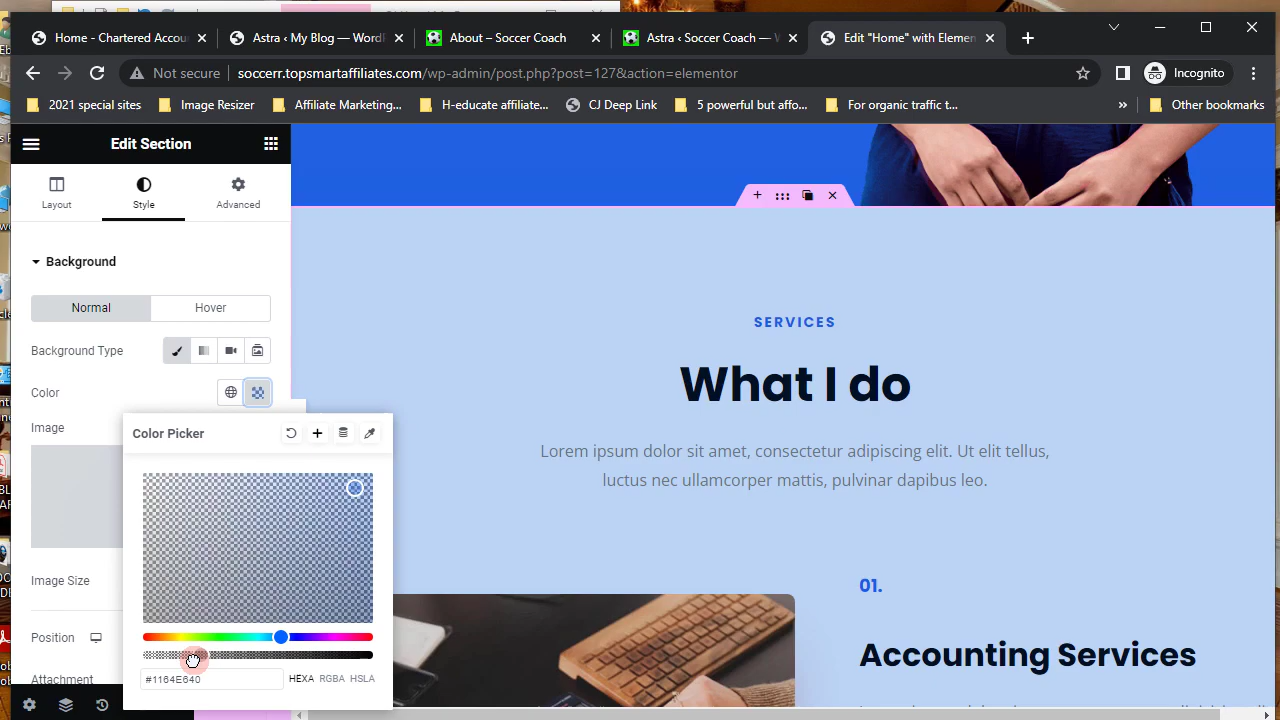 Home - Chartered Accou
Astra ‹ My Blog — WordP
About – Soccer Coach
Astra ‹ Soccer Coach — W
Edit "Home" with Elemen
Not secure
soccerr.topsmartaffiliates.com/wp-admin/post.php?post=127&action=elementor
Incognito
2021 special sites
Image Resizer
Affiliate Marketing...
H-educate affiliate...
CJ Deep Link
5 powerful but affo...
For organic traffic t...
»
Other bookmarks
Edit Section
Layout
Style
Advanced
Background
Normal
Hover
Background Type
Color
Image
Color Picker
Image Size
Position
#1164E640
HEXA
RGBA
HSLA
Attachment
SERVICES
What I do
Lorem ipsum dolor sit amet, consectetur adipiscing elit. Ut elit tellus,
luctus nec ullamcorper mattis, pulvinar dapibus leo.
01.
Accounting Services